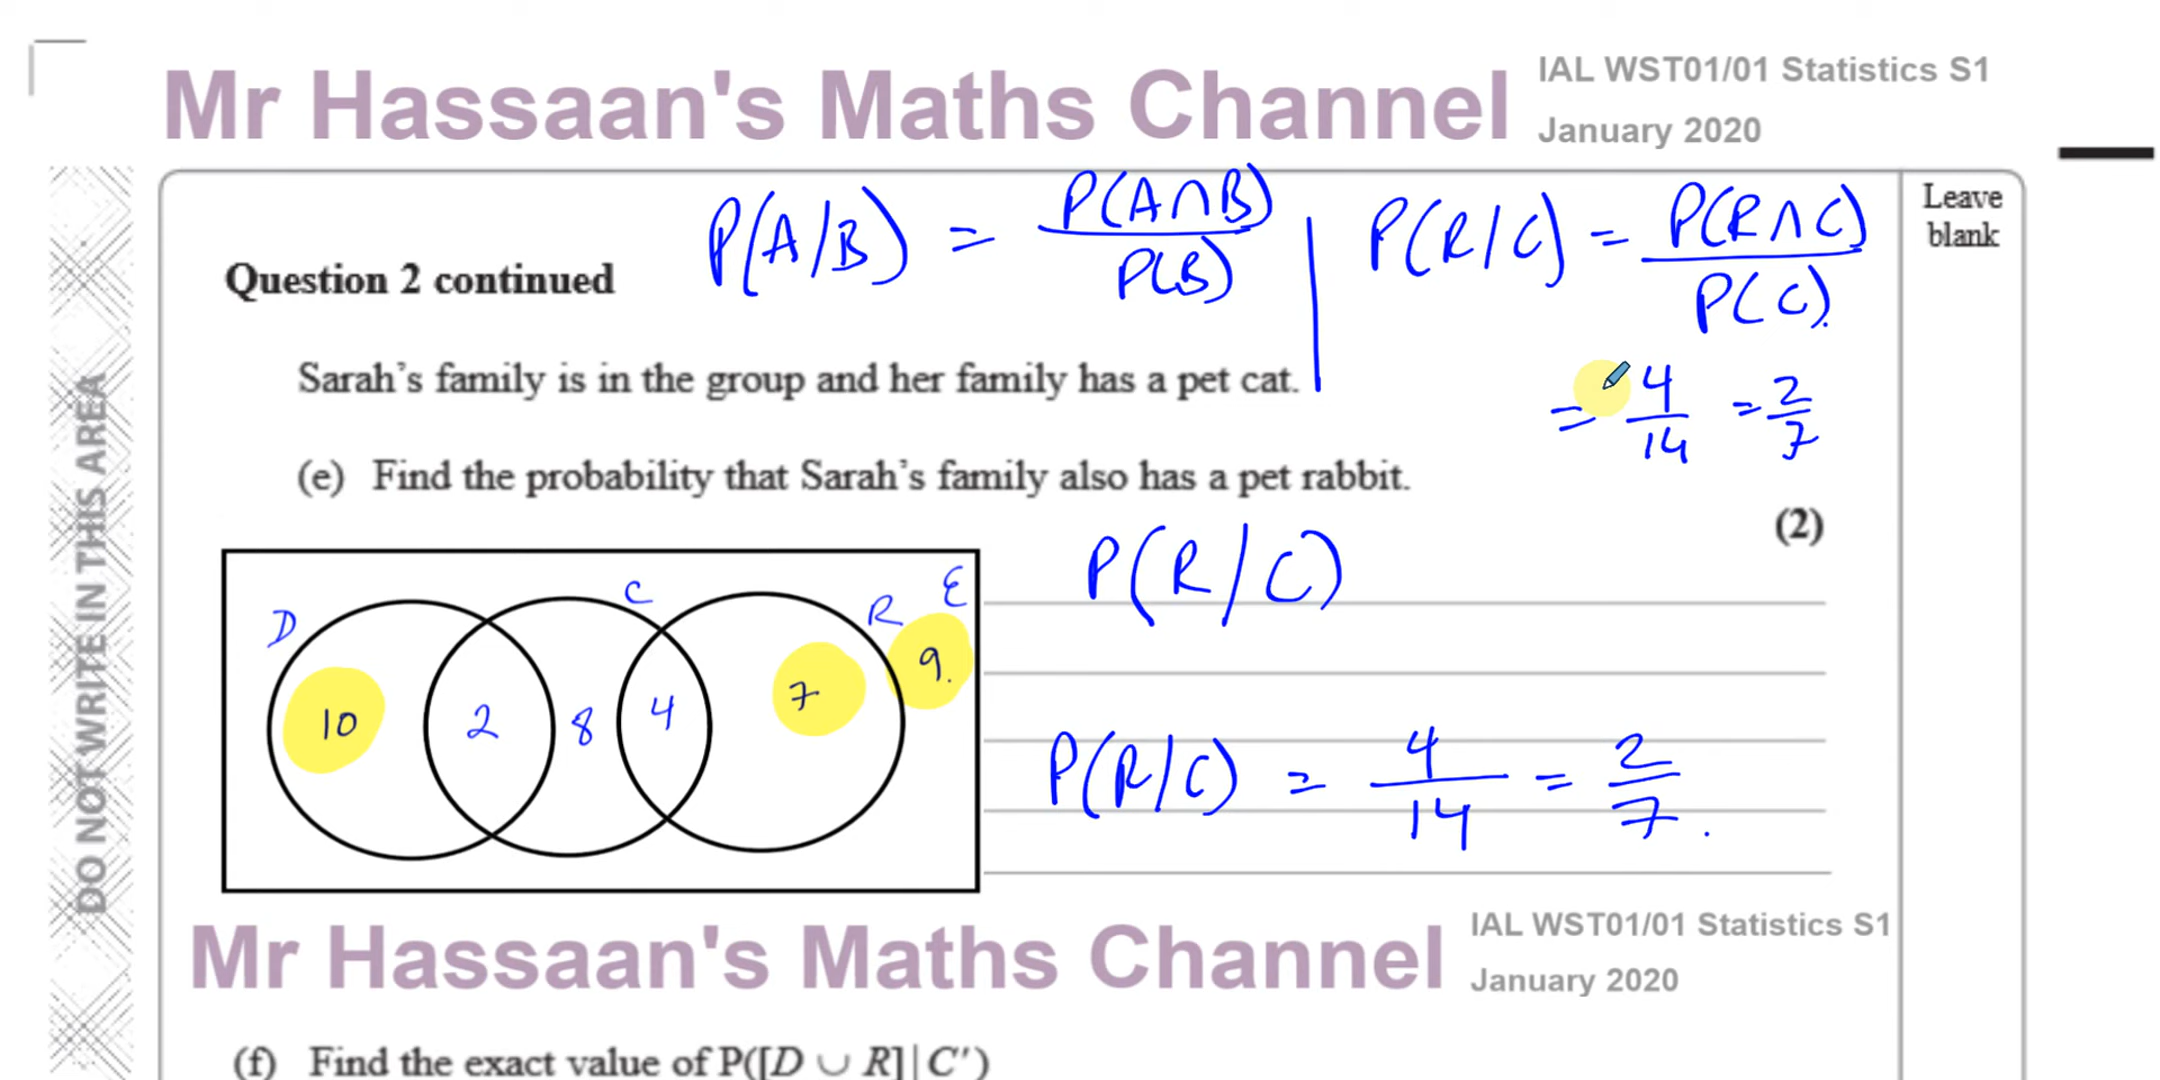 Mr Hassaan's Maths Channel
IAL WST01/01 Statistics S1
January 2020
Leave
blank
P(A/B) = P(A∩B) / P(B)
P(R/C) = P(R∩C) / P(C).
= 4/14 = 2/7
Question 2 continued
Sarah's family is in the group and her family has a pet cat.
(e) Find the probability that Sarah's family also has a pet rabbit.
(2)
P(R/C)
D
C
R
ℰ
10
2
8
4
7
9.
P(R/C) = 4/14 = 2/7.
DO NOT WRITE IN THIS AREA
Mr Hassaan's Maths Channel
IAL WST01/01 Statistics S1
January 2020
(f) Find the exact value of P([D ∪ R] | C′)